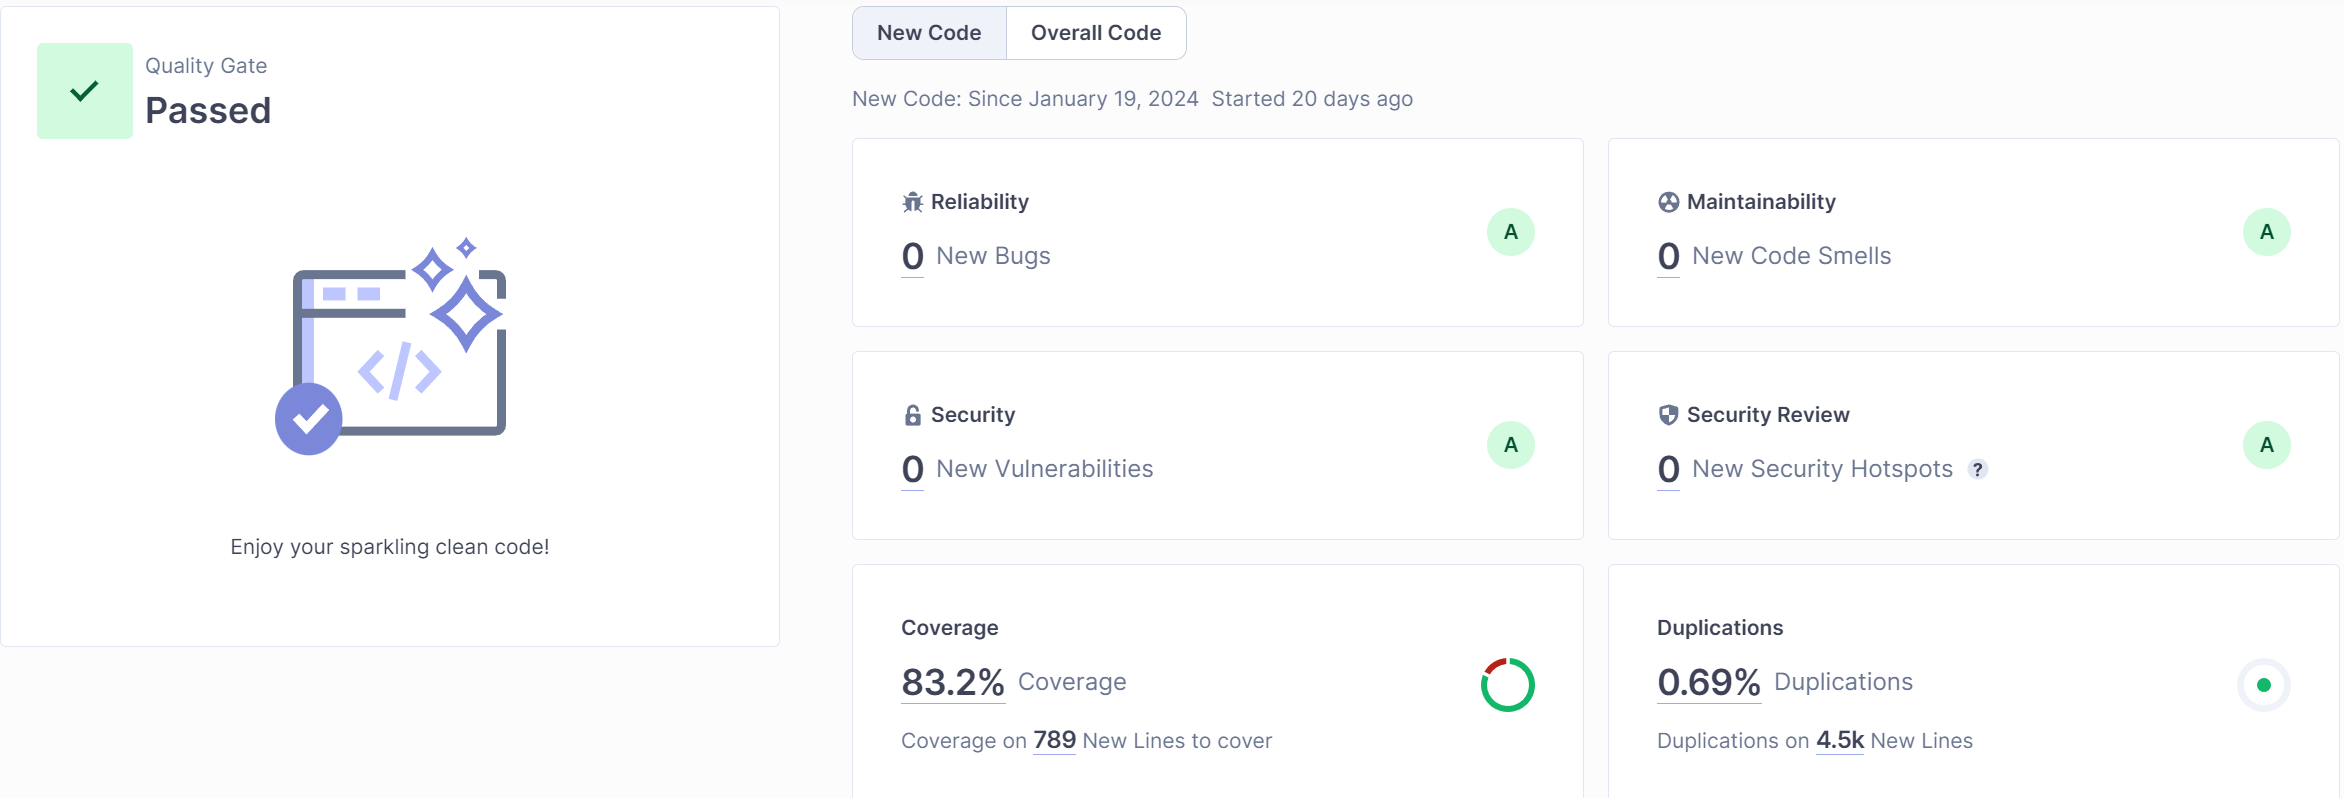 Quality Gate
Passed
Enjoy your sparkling clean code!
New Code
Overall Code
New Code: Since January 19, 2024 Started 20 days ago
Reliability
0 New Bugs
A
Maintainability
0 New Code Smells
A
Security
0 New Vulnerabilities
A
Security Review
0 New Security Hotspots ?
A
Coverage
83.2% Coverage
Coverage on 789 New Lines to cover
Duplications
0.69% Duplications
Duplications on 4.5k New Lines